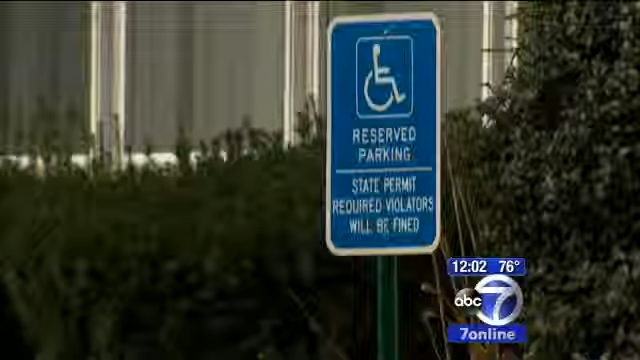 RESERVED
PARKING
STATE PERMIT
REQUIRED VIOLATORS
WILL BE FINED
12:02 76°
abc 7
7online